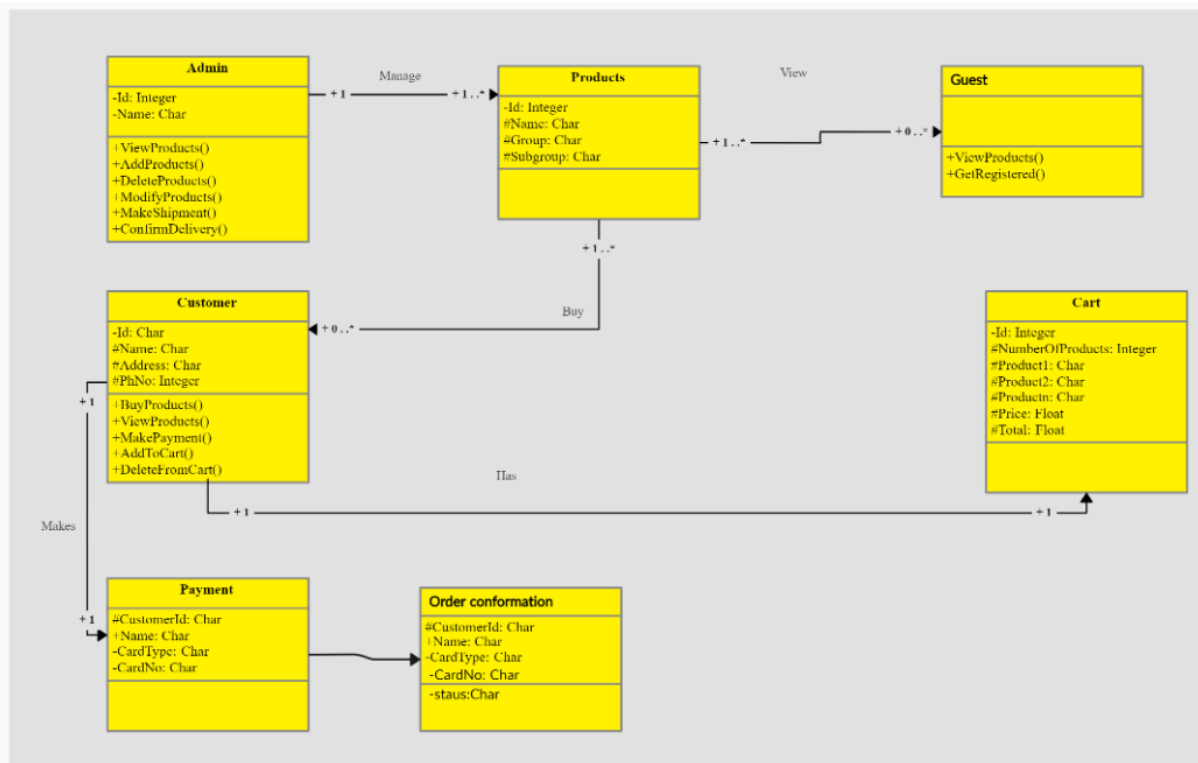 Admin
-Id: Integer
-Name: Char
+ViewProducts()
+AddProducts()
+DeleteProducts()
+ModifyProducts()
+MakeShipment()
+ConfirmDelivery()
Manage
+1
+1..*
Products
-Id: Integer
#Name: Char
#Group: Char
#Subgroup: Char
View
+1..*
+0..*
Guest
+ViewProducts()
+GetRegistered()
+1..*
Buy
+0..*
Customer
-Id: Char
#Name: Char
#Address: Char
#PhNo: Integer
+BuyProducts()
+ViewProducts()
+MakePayment()
+AddToCart()
+DeleteFromCart()
Cart
-Id: Integer
#NumberOfProducts: Integer
#Product1: Char
#Product2: Char
#Productn: Char
#Price: Float
#Total: Float
Has
+1
+1
+1
Makes
+1
Payment
#CustomerId: Char
+Name: Char
-CardType: Char
-CardNo: Char
Order conformation
#CustomerId: Char
+Name: Char
-CardType: Char
-CardNo: Char
-staus:Char